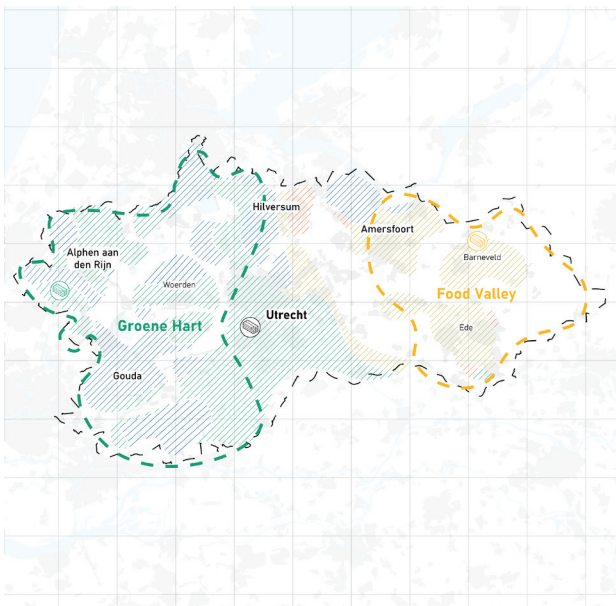 Hilversum
Amersfoort
Alphen aan
den Rijn
Barneveld
Woerden
Food Valley
Utrecht
Groene Hart
Ede
Gouda